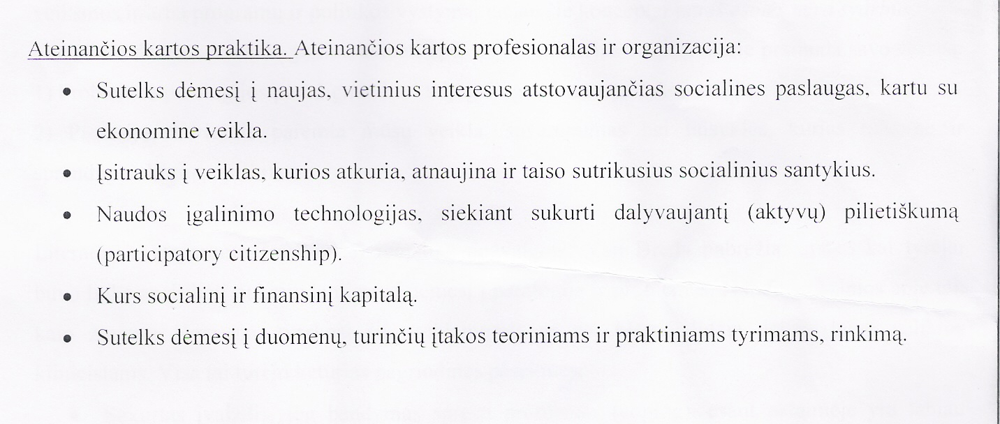 Ateinančios kartos praktika. Ateinančios kartos profesionalas ir organizacija:
• Sutelks dėmesį į naujas, vietinius interesus atstovaujančias socialines paslaugas, kartu su
ekonomine veikla.
• Įsitrauks į veiklas, kurios atkuria, atnaujina ir taiso sutrikusius socialinius santykius.
• Naudos įgalinimo technologijas, siekiant sukurti dalyvaujantį (aktyvų) pilietiškumą
(participatory citizenship).
• Kurs socialinį ir finansinį kapitalą.
• Sutelks dėmesį į duomenų, turinčių įtakos teoriniams ir praktiniams tyrimams, rinkimą.